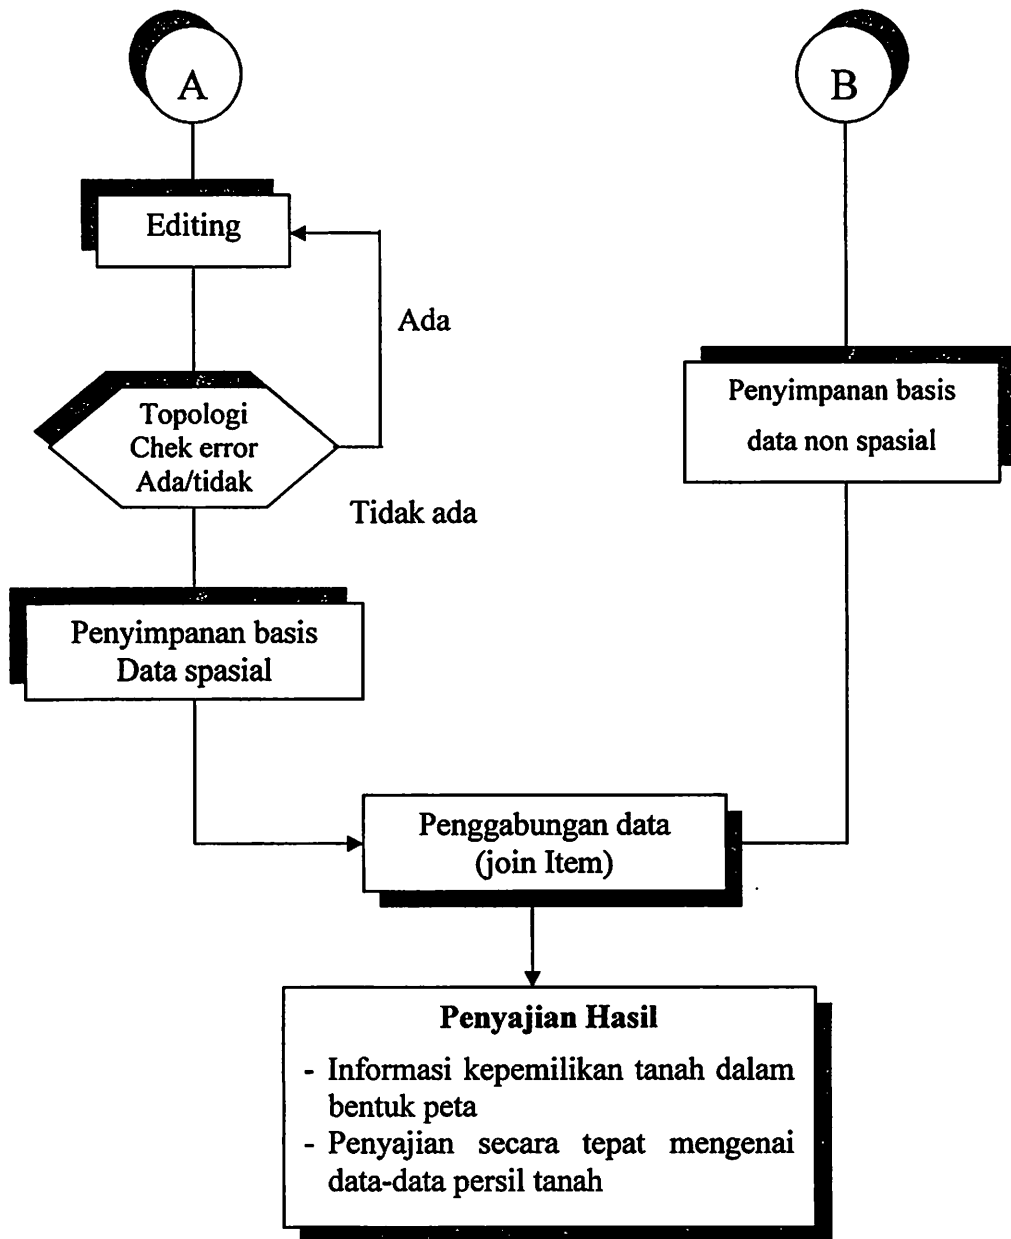 A
B
Editing
Ada
Topologi
Chek error
Ada/tidak
Penyimpanan basis
data non spasial
Tidak ada
Penyimpanan basis
Data spasial
Penggabungan data
(join Item)
Penyajian Hasil
- Informasi kepemilikan tanah dalam
bentuk peta
- Penyajian secara tepat mengenai
data-data persil tanah